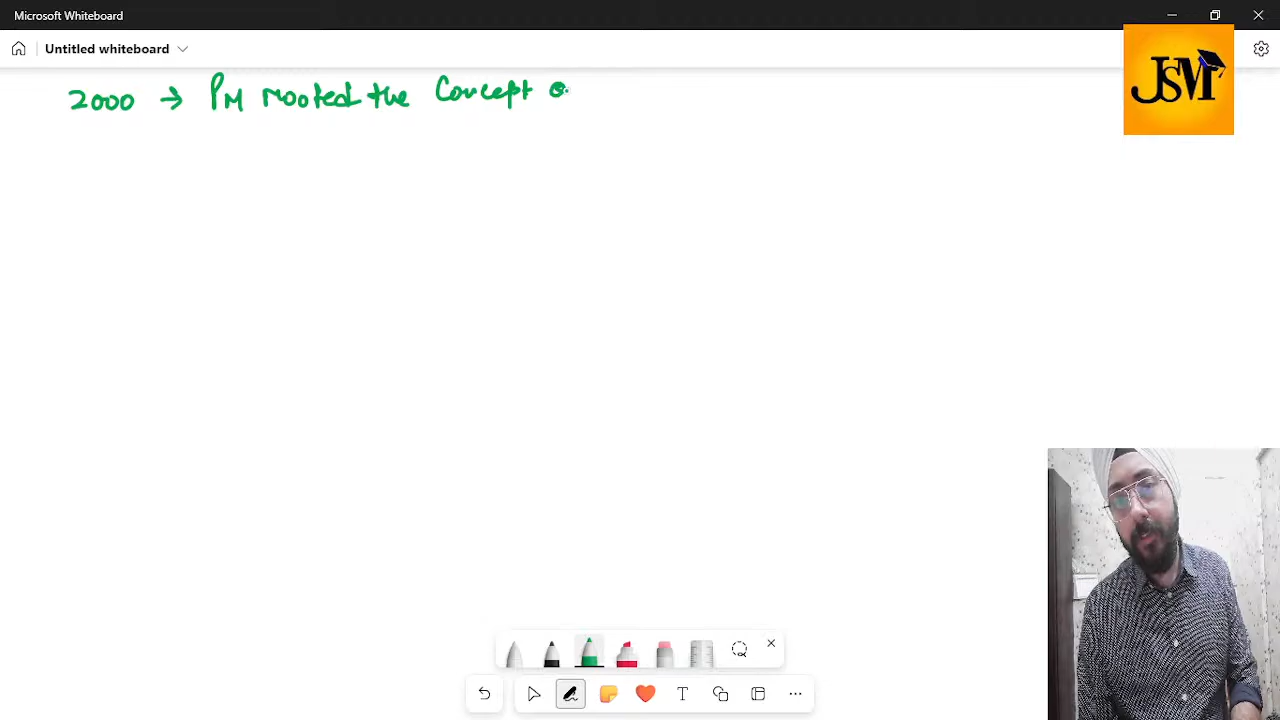 Microsoft Whiteboard
Untitled whiteboard
JSM
2000 → PM mooted the Concept o